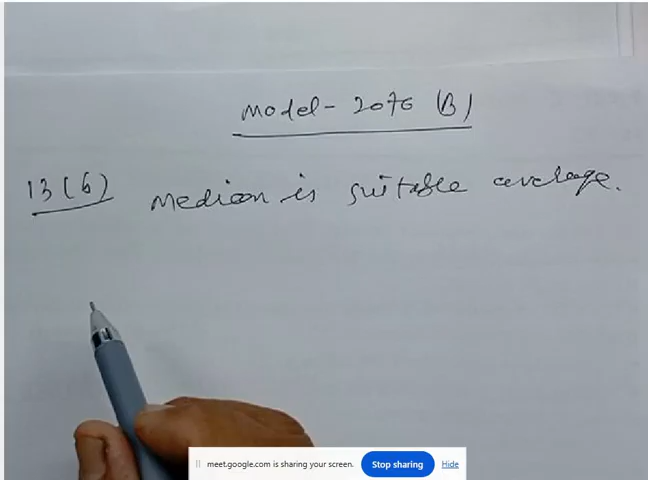 Model - 2076 (B)
13(b) Median is suitable average.
meet.google.com is sharing your screen. Stop sharing Hide